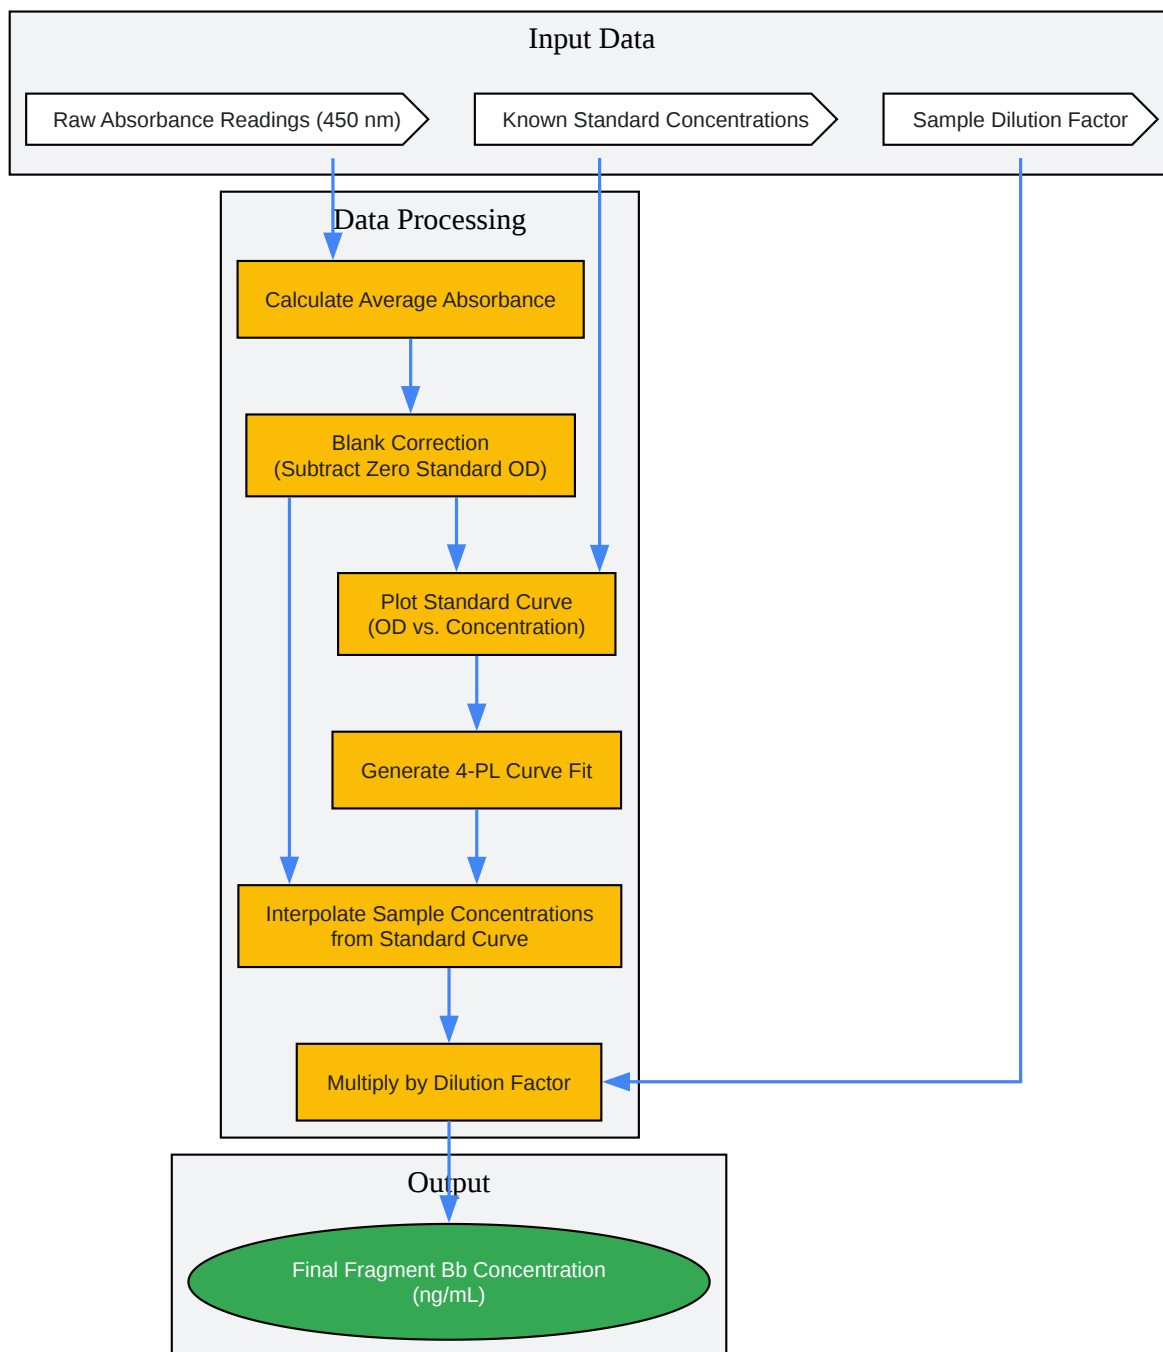 Input Data
Raw Absorbance Readings (450 nm)
Known Standard Concentrations
Sample Dilution Factor
Data Processing
Calculate Average Absorbance
Blank Correction
(Subtract Zero Standard OD)
Plot Standard Curve
(OD vs. Concentration)
Generate 4-PL Curve Fit
Interpolate Sample Concentrations
from Standard Curve
Multiply by Dilution Factor
Output
Final Fragment Bb Concentration
(ng/mL)